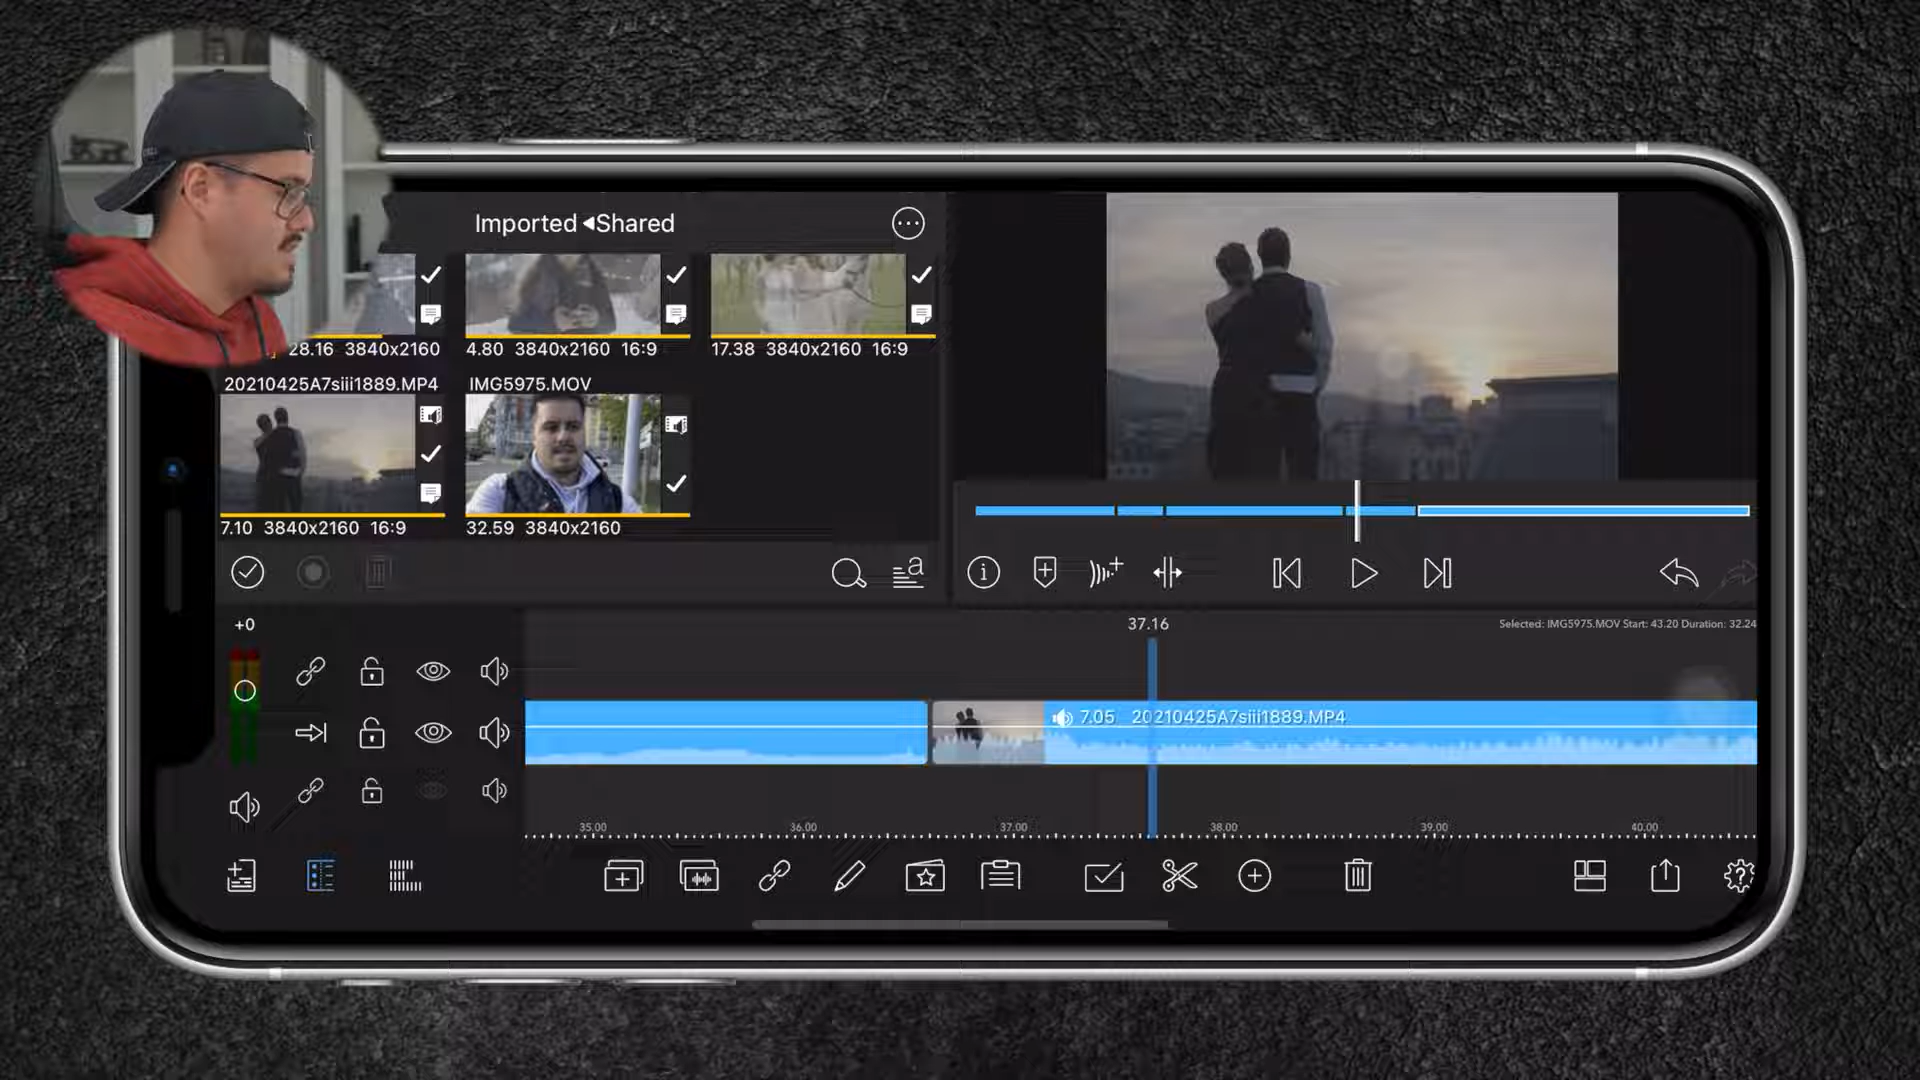 Imported ◀Shared
28.16 3840x2160
4.80 3840x2160 16:9
17.38 3840x2160 16:9
20210425A7siii1889.MP4
IMG5975.MOV
7.10 3840x2160 16:9
32.59 3840x2160
+0
37.16
Selected: IMG5975.MOV Start: 43.20 Duration: 32.24
7.05 20210425A7siii1889.MP4
35.00
36.00
37.00
38.00
39.00
40.00